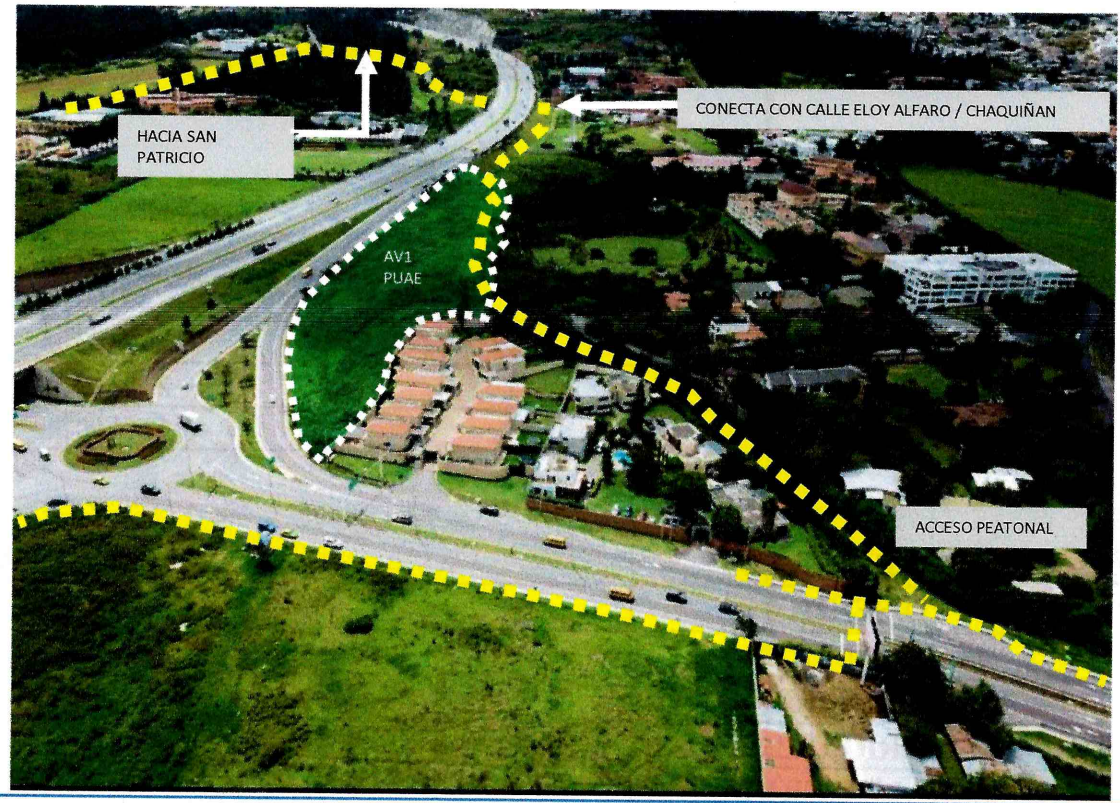 HACIA SAN
PATRICIO
CONECTA CON CALLE ELOY ALFARO / CHAQUIÑAN
AV1
PUAE
ACCESO PEATONAL